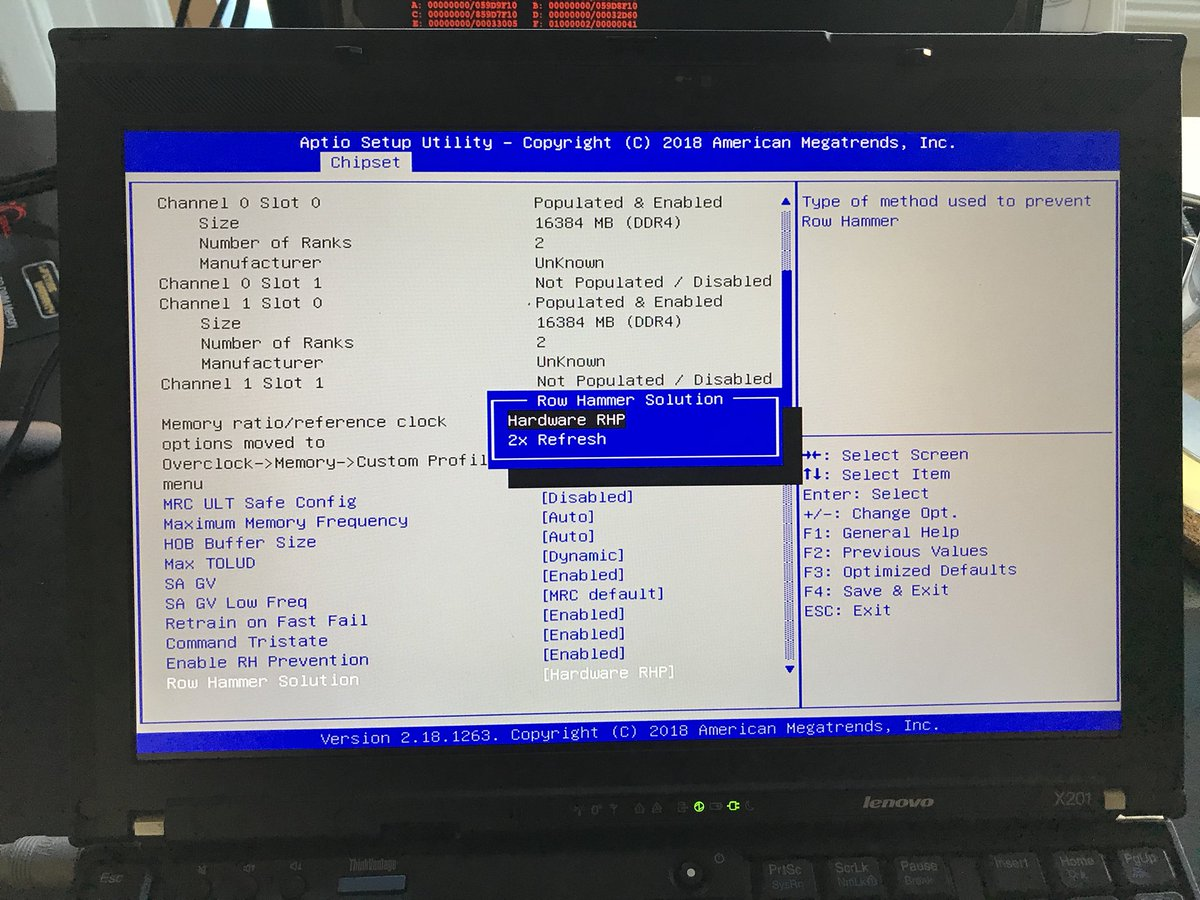 A: 00000000/059D9F10 B: 00000000/059D8F10
C: 00000000/859D7F10 D: 00000000/00032D60
E: 00000000/00033005 F: 01000002/00000041
Aptio Setup Utility – Copyright (C) 2018 American Megatrends, Inc.
Chipset
Channel 0 Slot 0 Populated & Enabled
Size 16384 MB (DDR4)
Number of Ranks 2
Manufacturer UnKnown
Channel 0 Slot 1 Not Populated / Disabled
Channel 1 Slot 0 Populated & Enabled
Size 16384 MB (DDR4)
Number of Ranks 2
Manufacturer UnKnown
Channel 1 Slot 1 Not Populated / Disabled
Memory ratio/reference clock
options moved to
Overclock->Memory->Custom Profil
menu
MRC ULT Safe Config [Disabled]
Maximum Memory Frequency [Auto]
HOB Buffer Size [Auto]
Max TOLUD [Dynamic]
SA GV [Enabled]
SA GV Low Freq [MRC default]
Retrain on Fast Fail [Enabled]
Command Tristate [Enabled]
Enable RH Prevention [Enabled]
Row Hammer Solution [Hardware RHP]
Row Hammer Solution
Hardware RHP
2x Refresh
Type of method used to prevent
Row Hammer
→←: Select Screen
↑↓: Select Item
Enter: Select
+/-: Change Opt.
F1: General Help
F2: Previous Values
F3: Optimized Defaults
F4: Save & Exit
ESC: Exit
Version 2.18.1263. Copyright (C) 2018 American Megatrends, Inc.
lenovo
X201
Esc
ThinkVantage
PrtSc
SysRq
ScrLk
NmLk
Pause
Break
Insert
Home
PgUp